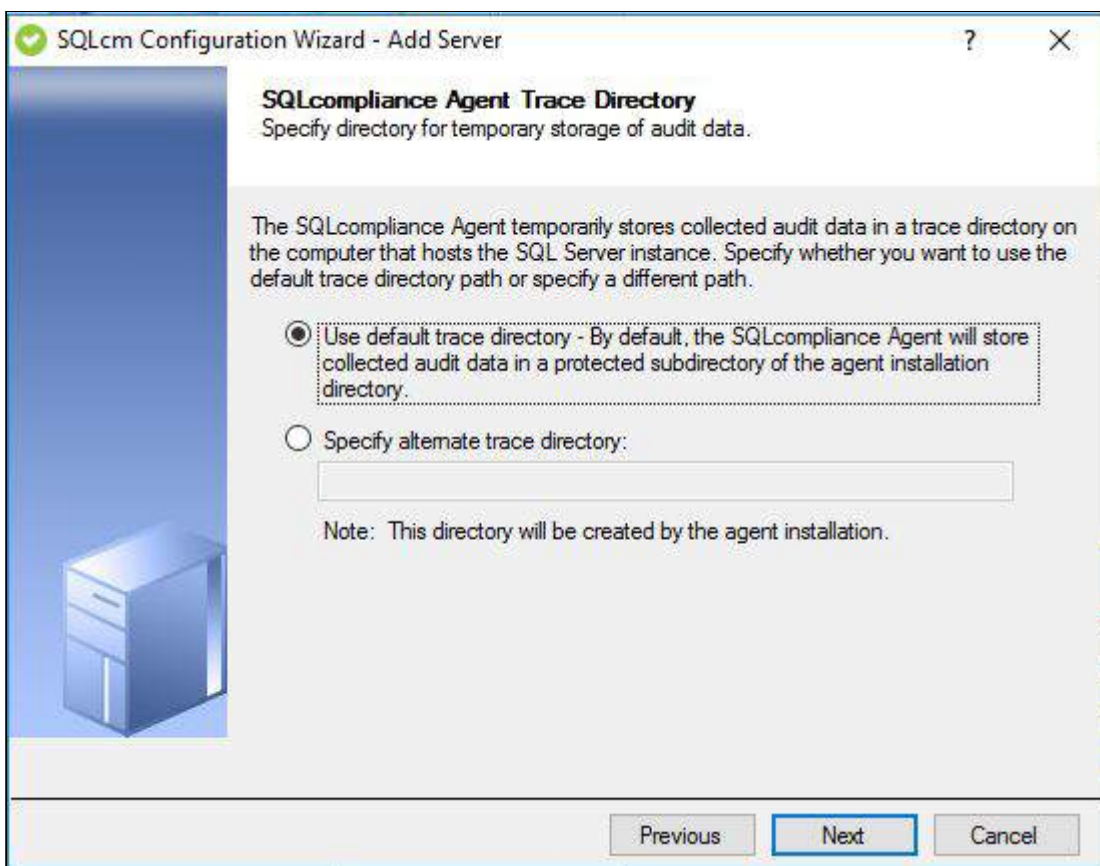 SQLcm Configuration Wizard - Add Server
?
SQLcompliance Agent Trace Directory
Specify directory for temporary storage of audit data.
The SQLcompliance Agent temporarily stores collected audit data in a trace directory on
the computer that hosts the SQL Server instance. Specify whether you want to use the
default trace directory path or specify a different path.
Use default trace directory - By default, the SQLcompliance Agent will store
collected audit data in a protected subdirectory of the agent installation
directory.
Specify alternate trace directory:
Note: This directory will be created by the agent installation.
Previous
Next
Cancel